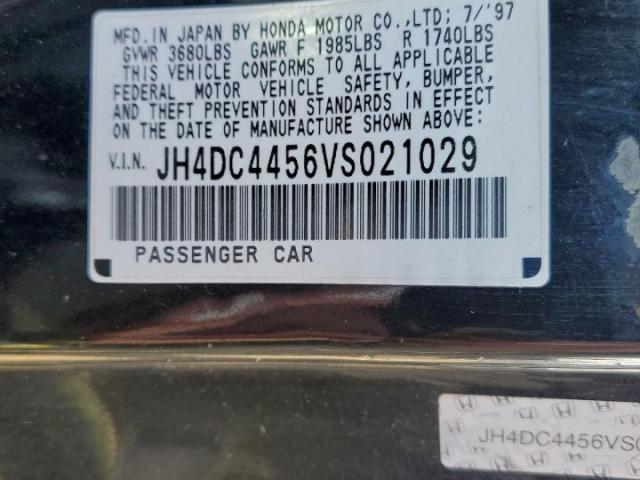 MFD. IN JAPAN BY HONDA MOTOR CO.,LTD; 7/'97
GVWR 3680LBS GAWR F 1985LBS R 1740LBS
THIS VEHICLE CONFORMS TO ALL APPLICABLE
FEDERAL MOTOR VEHICLE SAFETY, BUMPER,
AND THEFT PREVENTION STANDARDS IN EFFECT
ON THE DATE OF MANUFACTURE SHOWN ABOVE:
V.I.N. JH4DC4456VS021029
PASSENGER CAR
JH4DC4456VS0